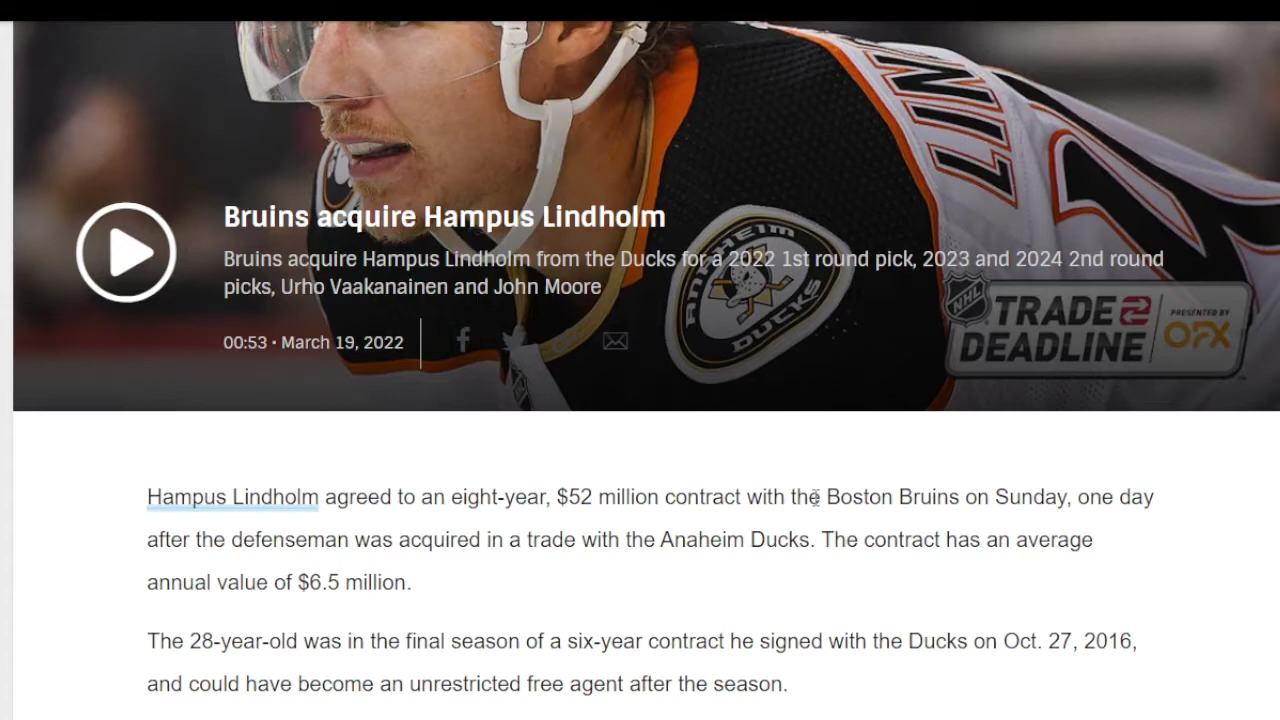 LIN
Bruins acquire Hampus Lindholm
Bruins acquire Hampus Lindholm from the Ducks for a 2022 1st round pick, 2023 and 2024 2nd round
picks, Urho Vaakanainen and John Moore
ANAHEIM
DUCKS
NHL
TRADE
DEADLINE
PRESENTED BY
OFX
00:53 • March 19, 2022
Hampus Lindholm agreed to an eight-year, $52 million contract with the Boston Bruins on Sunday, one day
after the defenseman was acquired in a trade with the Anaheim Ducks. The contract has an average
annual value of $6.5 million.
The 28-year-old was in the final season of a six-year contract he signed with the Ducks on Oct. 27, 2016,
and could have become an unrestricted free agent after the season.